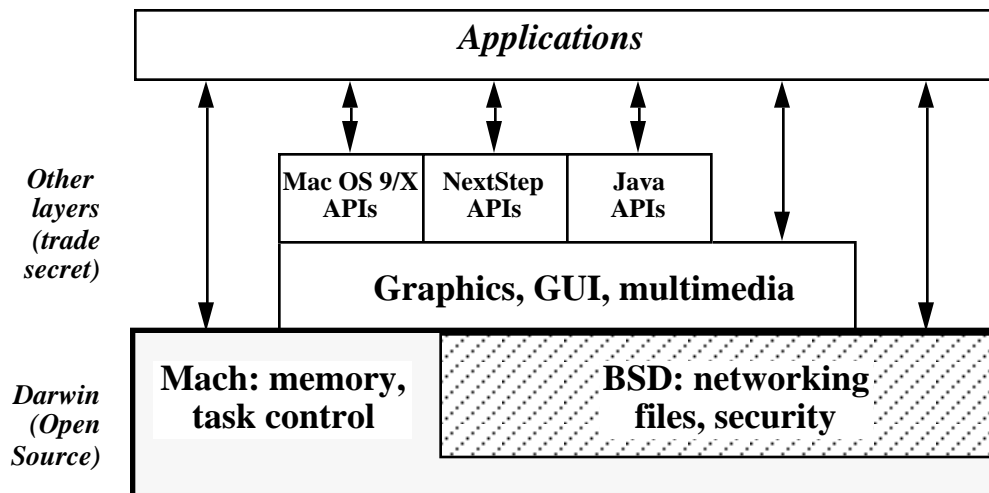 Applications
Other
layers
(trade
secret)
Mac OS 9/X
APIs
NextStep
APIs
Java
APIs
Graphics, GUI, multimedia
Darwin
(Open
Source)
Mach: memory,
task control
BSD: networking
files, security